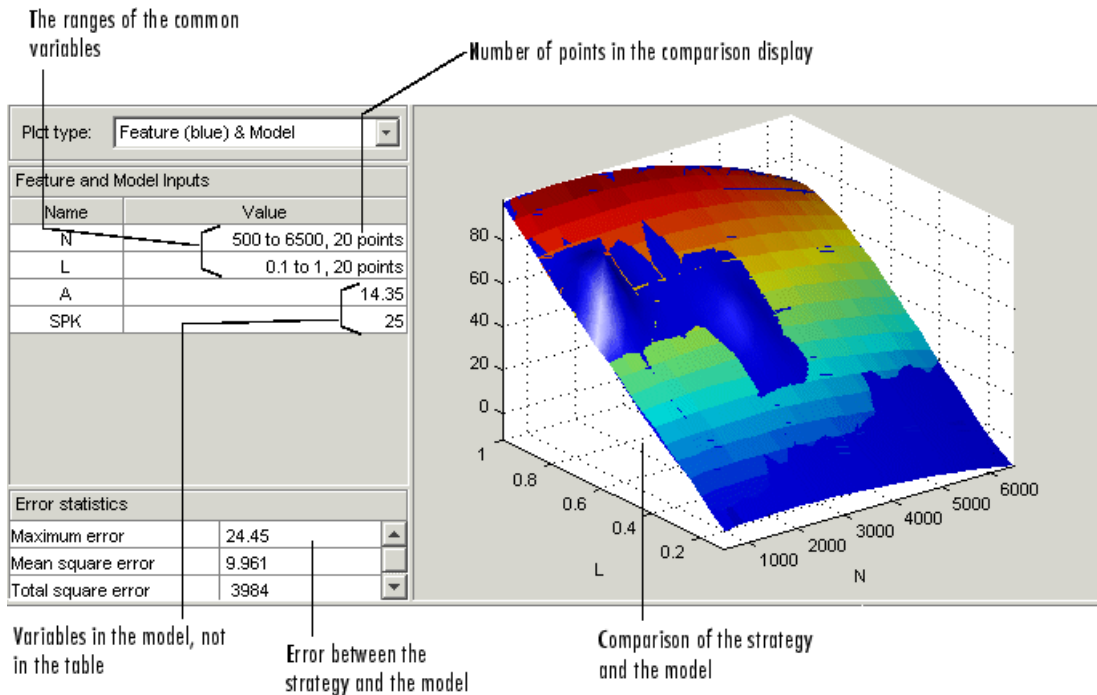 The ranges of the common
variables
Number of points in the comparison display
Plot type: Feature (blue) & Model
Feature and Model Inputs
Name Value
N 500 to 6500, 20 points
L 0.1 to 1, 20 points
A 14.35
SPK 25
Error statistics
Maximum error 24.45
Mean square error 9.961
Total square error 3984
80
60
40
20
0
1
0.8
0.6
0.4
0.2
L
1000
2000
3000
4000
5000
6000
N
Variables in the model, not
in the table
Error between the
strategy and the model
Comparison of the strategy
and the model